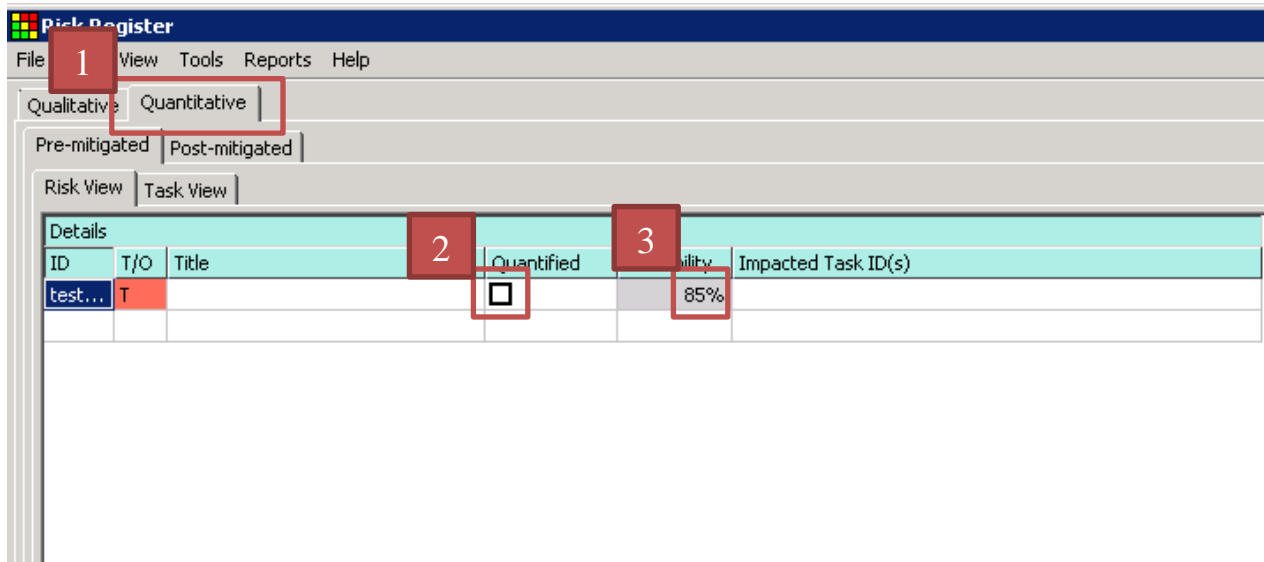 Risk Register
File View Tools Reports Help
1
Qualitative Quantitative
Pre-mitigated Post-mitigated
Risk View Task View
Details
2 3
ID T/O Title Quantified bility Impacted Task ID(s)
test... T 85%